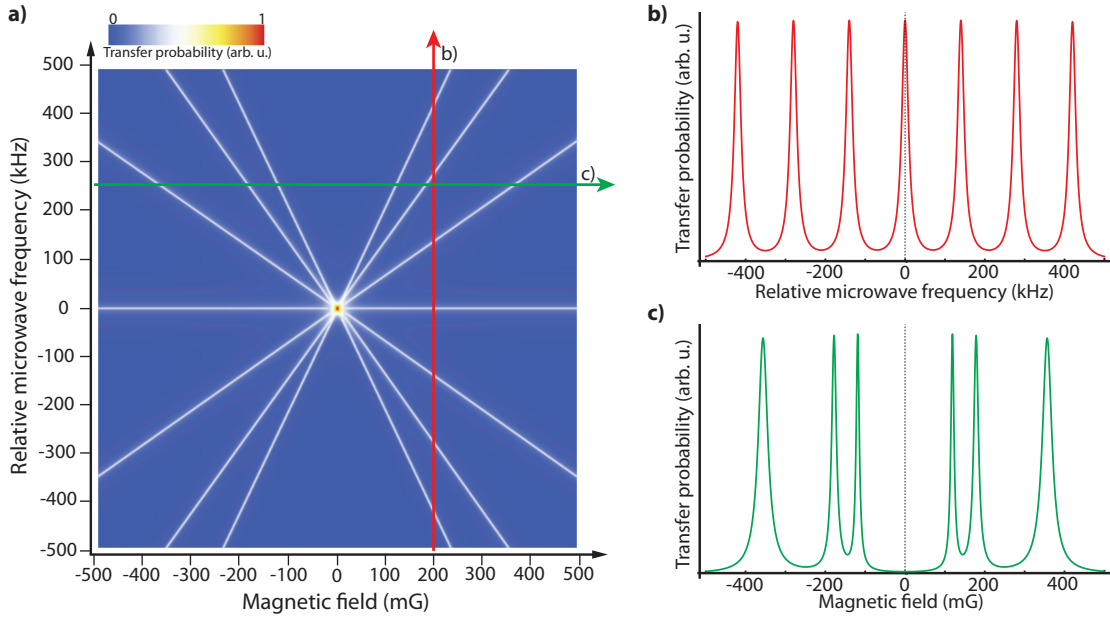 a)
0 1
Transfer probability (arb. u.)
b)
c)
Relative microwave frequency (kHz)
500
400
300
200
100
0
-100
-200
-300
-400
-500
-500 -400 -300 -200 -100 0 100 200 300 400 500
Magnetic field (mG)
b)
Transfer probability (arb. u.)
-400 -200 0 200 400
Relative microwave frequency (kHz)
c)
Transfer probability (arb. u.)
-400 -200 0 200 400
Magnetic field (mG)